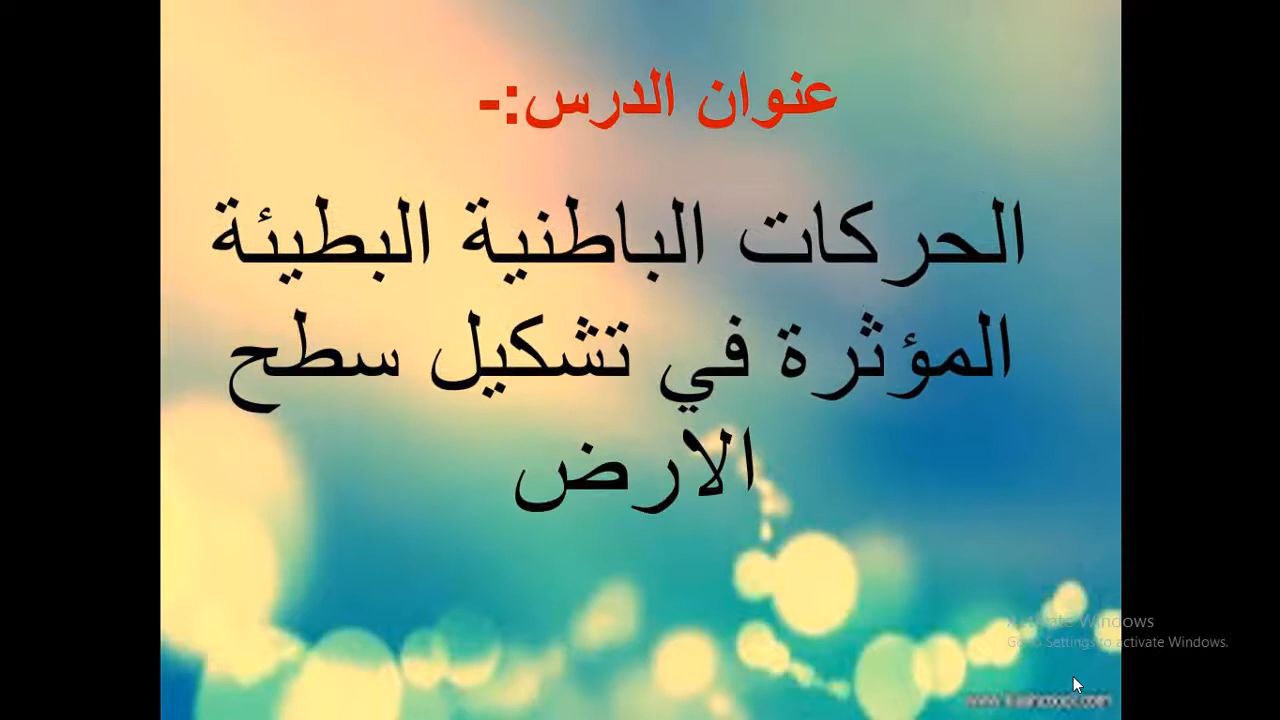 عنوان الدرس:-
الحركات الباطنية البطيئة
المؤثرة في تشكيل سطح
الارض
Activate Windows
Go to Settings to activate Windows.